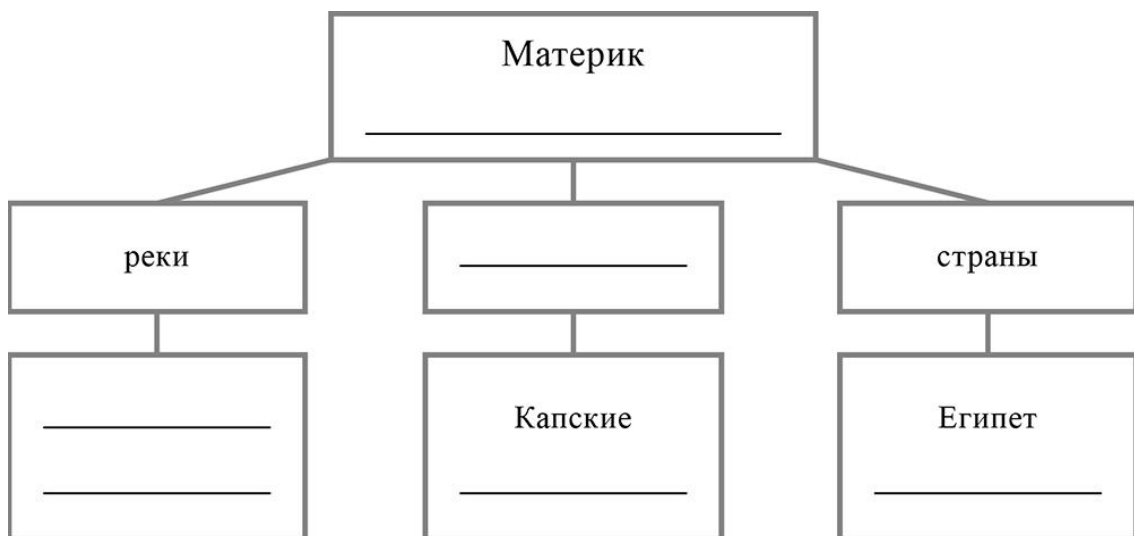 Материк
реки
страны
Капские
Египет